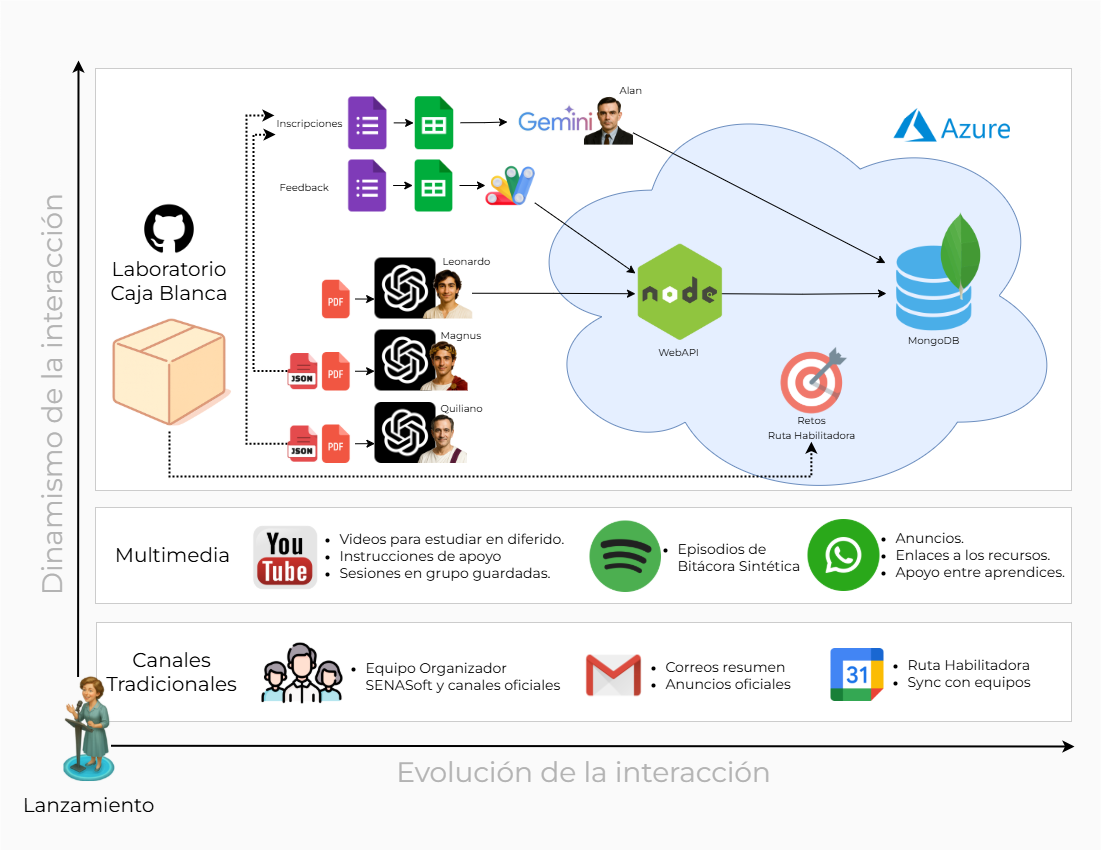 Dinamismo de la interacción
Alan
Inscripciones
Gemini
Azure
Feedback
Laboratorio
Caja Blanca
Leonardo
PDF
node
WebAPI
MongoDB
Magnus
JSON
PDF
Quiliano
JSON
PDF
Retos
Ruta Habilitadora
Multimedia
You
Tube
• Videos para estudiar en diferido.
• Instrucciones de apoyo
• Sesiones en grupo guardadas.
• Episodios de
Bitácora Sintética
• Anuncios.
• Enlaces a los recursos.
• Apoyo entre aprendices.
Canales
Tradicionales
• Equipo Organizador
SENASoft y canales oficiales
• Correos resumen
• Anuncios oficiales
31
• Ruta Habilitadora
• Sync con equipos
Evolución de la interacción
Lanzamiento